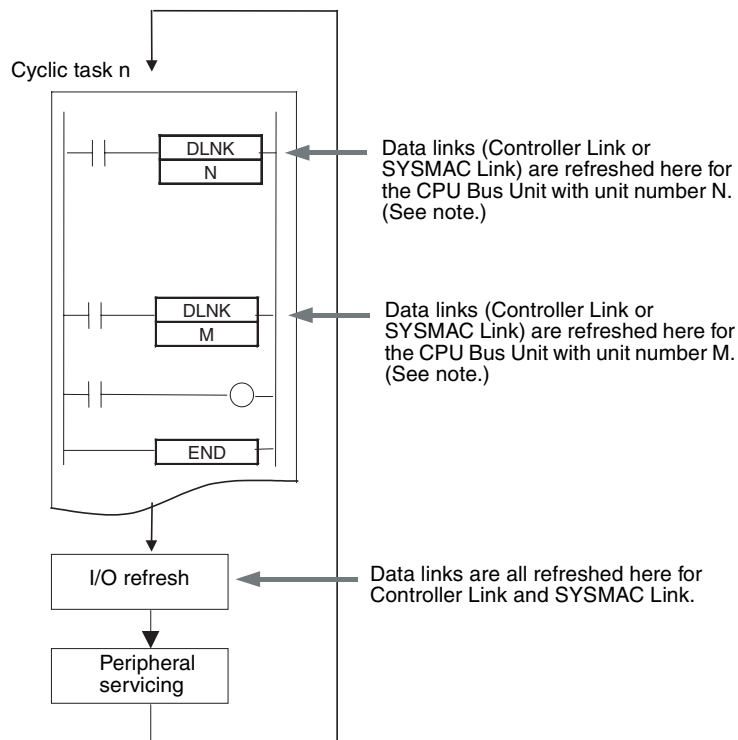 Cyclic task n
DLNK
N
Data links (Controller Link or
SYSMAC Link) are refreshed here for
the CPU Bus Unit with unit number N.
(See note.)
DLNK
M
Data links (Controller Link or
SYSMAC Link) are refreshed here for
the CPU Bus Unit with unit number M.
(See note.)
END
I/O refresh
Data links are all refreshed here for
Controller Link and SYSMAC Link.
Peripheral
servicing